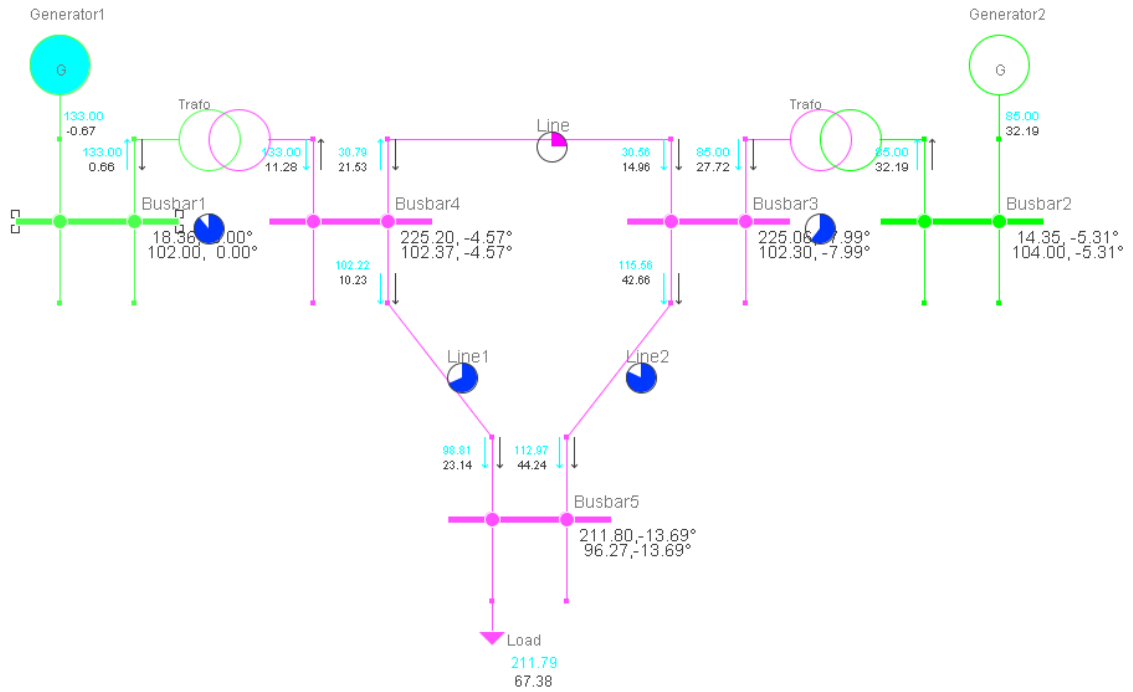 Generator1
Generator2
G
G
Trafo
Trafo
133.00
-0.67
85.00
32.19
Line
133.00
0.66
133.00
11.28
30.79
21.53
30.56
14.96
85.00
27.72
85.00
32.19
Busbar1
Busbar4
Busbar3
Busbar2
102.00, 0.00°
225.20, -4.57°
102.37, -4.57°
102.30, -7.99°
14.35, -5.31°
104.00, -5.31°
102.22
10.23
115.56
42.66
Line1
Line2
98.81
23.14
112.97
44.24
Busbar5
211.80,-13.69°
96.27,-13.69°
Load
211.79
67.38